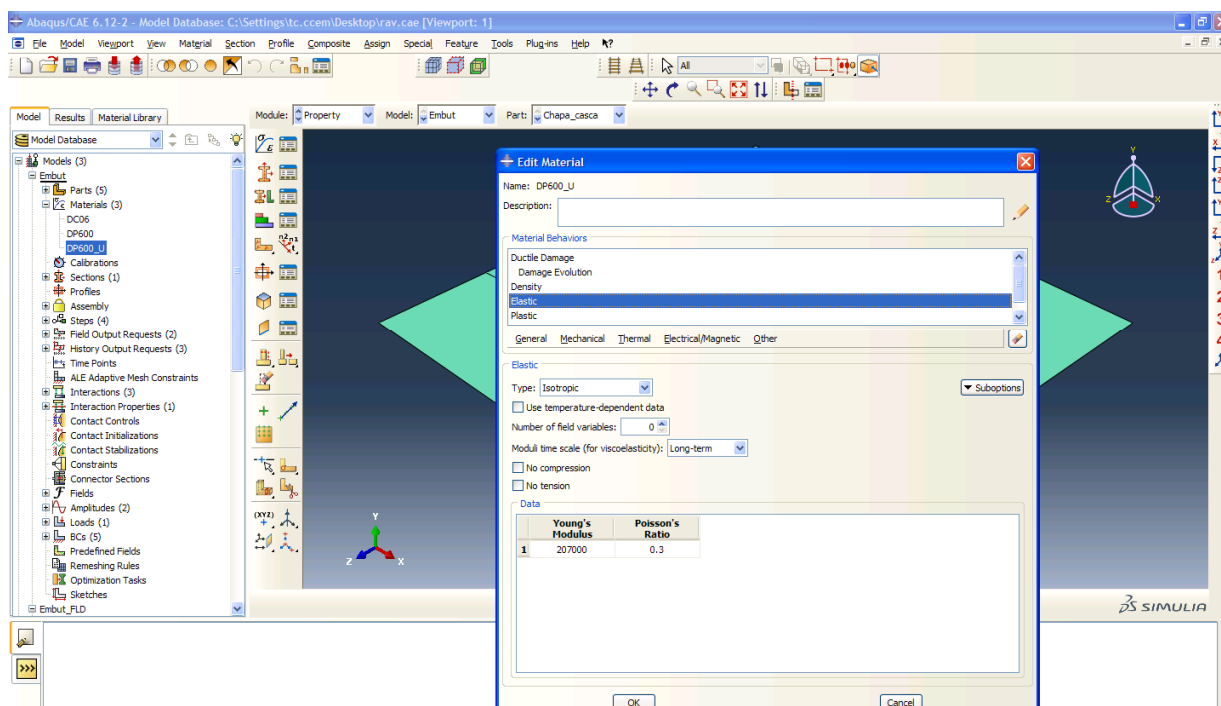 Abaqus/CAE 6.12-2 - Model Database: C:\Settings\tc.ccem\Desktop\rav.cae [Viewport: 1]
File Model Viewport View Material Section Profile Composite Assign Special Feature Tools Plug-ins Help
All
Model Results Material Library
Module: Property Model: Embut Part: Chapa_casca
Model Database
Models (3)
Embut
Parts (5)
Materials (3)
DC06
DP600
DP600_U
Calibrations
Sections (1)
Profiles
Assembly
Steps (4)
Field Output Requests (2)
History Output Requests (3)
Time Points
ALE Adaptive Mesh Constraints
Interactions (3)
Interaction Properties (1)
Contact Controls
Contact Initializations
Contact Stabilizations
Constraints
Connector Sections
Fields
Amplitudes (2)
Loads (1)
BCs (5)
Predefined Fields
Remeshing Rules
Optimization Tasks
Sketches
Embut_FLD
(XYZ)
Y
Z X
Edit Material
Name: DP600_U
Description:
Material Behaviors
Ductile Damage
Damage Evolution
Density
Elastic
Plastic
General Mechanical Thermal Electrical/Magnetic Other
Elastic
Type: Isotropic
Suboptions
Use temperature-dependent data
Number of field variables: 0
Moduli time scale (for viscoelasticity): Long-term
No compression
No tension
Data
Young's Modulus Poisson's Ratio
1 207000 0.3
OK Cancel
Y
Z X
SIMULIA
>>>